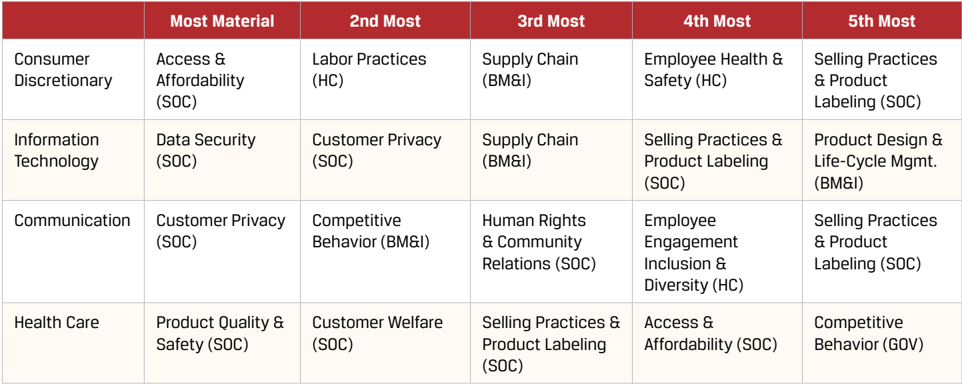 Most Material 2nd Most 3rd Most 4th Most 5th Most
Consumer Discretionary
Access & Affordability (SOC)
Labor Practices (HC)
Supply Chain (BM&I)
Employee Health & Safety (HC)
Selling Practices & Product Labeling (SOC)
Information Technology
Data Security (SOC)
Customer Privacy (SOC)
Supply Chain (BM&I)
Selling Practices & Product Labeling (SOC)
Product Design & Life-Cycle Mgmt. (BM&I)
Communication
Customer Privacy (SOC)
Competitive Behavior (BM&I)
Human Rights & Community Relations (SOC)
Employee Engagement Inclusion & Diversity (HC)
Selling Practices & Product Labeling (SOC)
Health Care
Product Quality & Safety (SOC)
Customer Welfare (SOC)
Selling Practices & Product Labeling (SOC)
Access & Affordability (SOC)
Competitive Behavior (GOV)